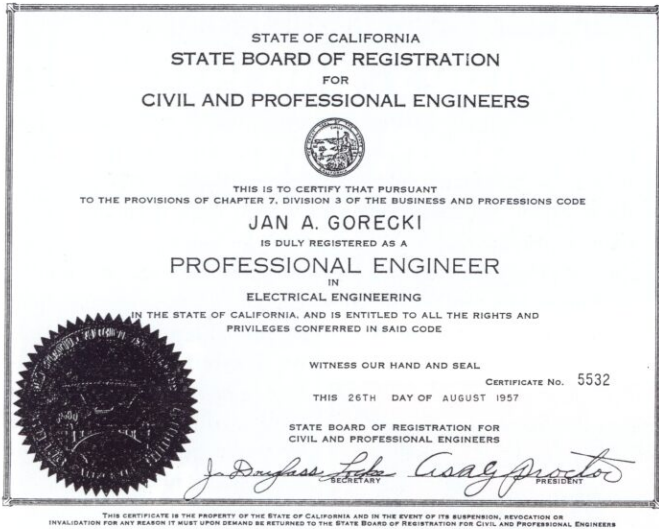 STATE OF CALIFORNIA
STATE BOARD OF REGISTRATION
FOR
CIVIL AND PROFESSIONAL ENGINEERS
THIS IS TO CERTIFY THAT PURSUANT
TO THE PROVISIONS OF CHAPTER 7, DIVISION 3 OF THE BUSINESS AND PROFESSIONS CODE
JAN A. GORECKI
IS DULY REGISTERED AS A
PROFESSIONAL ENGINEER
IN
ELECTRICAL ENGINEERING
IN THE STATE OF CALIFORNIA, AND IS ENTITLED TO ALL THE RIGHTS AND
PRIVILEGES CONFERRED IN SAID CODE
WITNESS OUR HAND AND SEAL
CERTIFICATE NO. 5532
THIS 26TH DAY OF AUGUST 1957
STATE BOARD OF REGISTRATION FOR
CIVIL AND PROFESSIONAL ENGINEERS
J. Douglass Proctor
SECRETARY PRESIDENT
THIS CERTIFICATE IS THE PROPERTY OF THE STATE OF CALIFORNIA AND IN THE EVENT OF ITS SUSPENSION, REVOCATION OR
INVALIDATION FOR ANY REASON IT MUST UPON DEMAND BE RETURNED TO THE STATE BOARD OF REGISTRATION FOR CIVIL AND PROFESSIONAL ENGINEERS